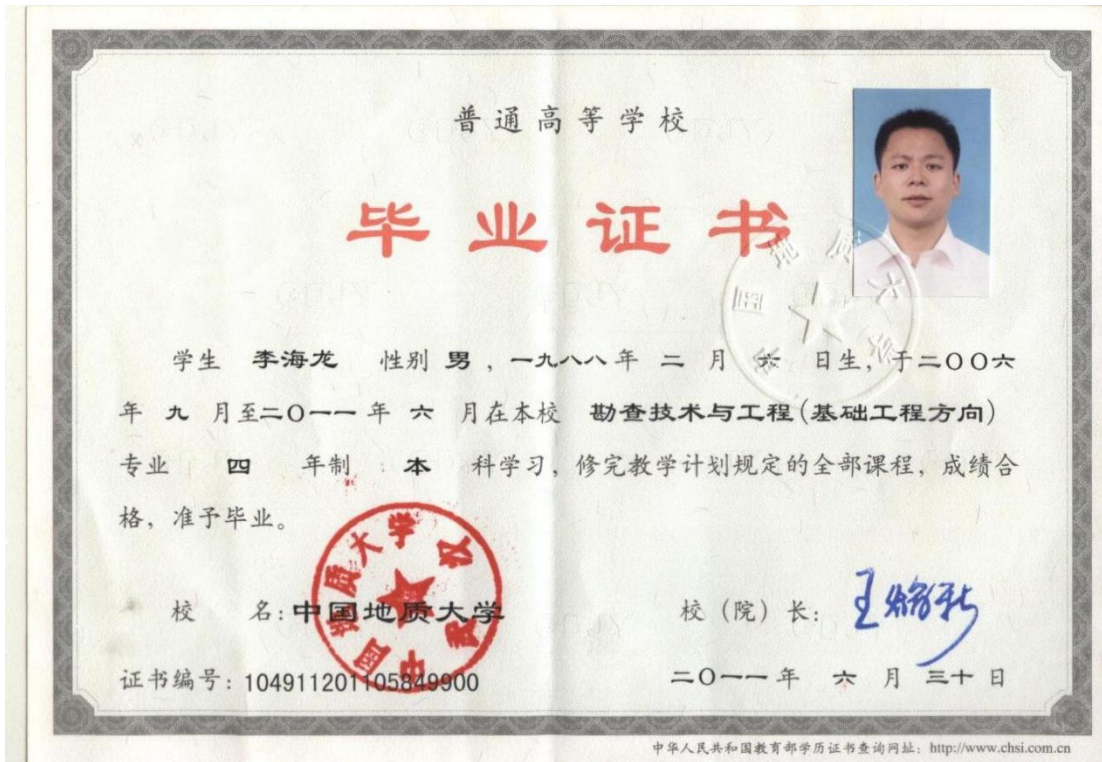 普通高等学校
毕业证书
学生 李海龙 性别 男，一九八八年 二 月 六 日生，于二〇〇六
年 九 月至二〇一一年 六 月在本校 勘查技术与工程(基础工程方向)
专业 四 年制 本 科学习，修完教学计划规定的全部课程，成绩合
格，准予毕业。
校 名：中国地质大学
校（院）长：
证书编号：104911201105849900
二〇一一年 六 月 三十 日
中华人民共和国教育部学历证书查询网址：http://www.chsi.com.cn